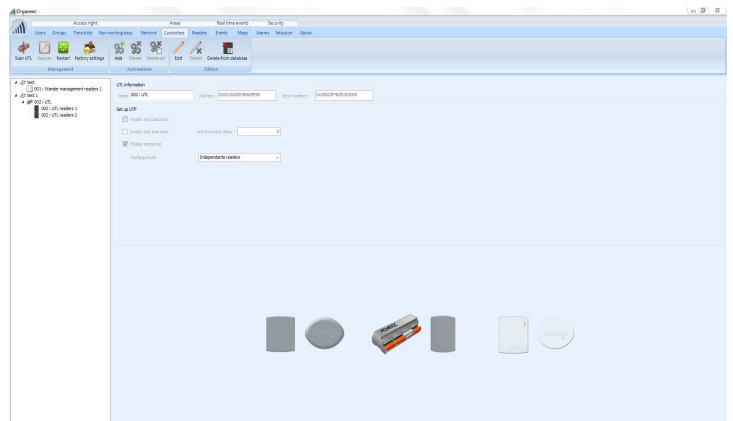 Organeec
Access right Areas Real time events Security
Users Groups Timeslots Non working days Network Controllers Readers Events Maps Alarms Intrusion About
Scan UTL Recycle Restart Factory settings Add Delete Delete all Edit Cancel Delete from database
Management Automatism Edition
test
001 : Wander management readers 1
test 1
002 : UTL
002 : UTL readers 1
002 : UTL readers 2
UTL information
Name 002 : UTL Address : Serial number :
Set up UTP
Enable anti pass back
Enable anti time back Anti time back delay :
Enable tampering
Working mode Independants readers